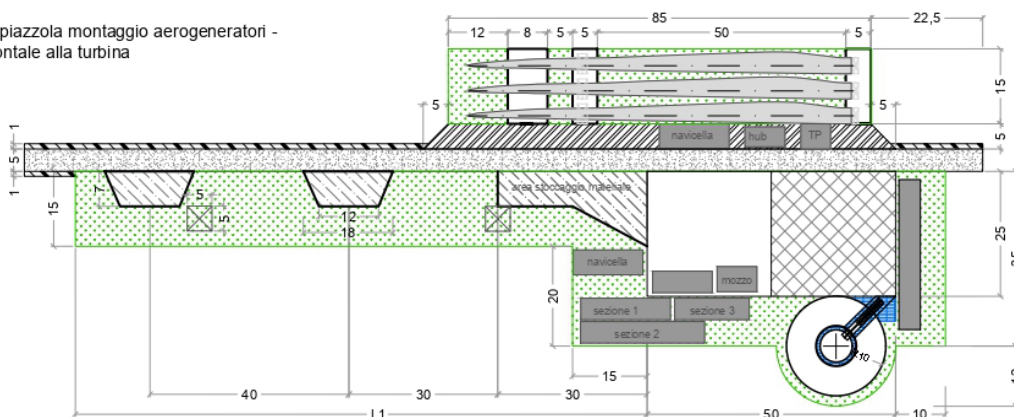 piazzola montaggio aerogeneratori -
ontale alla turbina
85
22,5
12
8
5
5
50
5
15
5
5
5
navicella
hub
TP
1
5
1
7
5
5
15
12
18
area stoccaggio materiale
25
navicella
mozzo
20
sezione 1
sezione 3
sezione 2
10
15
40
30
30
L1
50
10